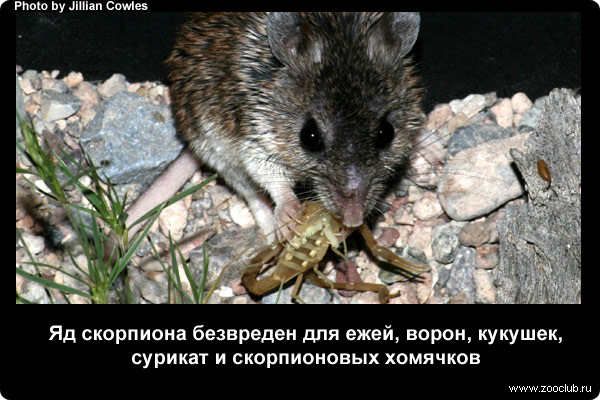 Photo by Jillian Cowles
Яд скорпиона безвреден для ежей, ворон, кукушек,
сурикат и скорпионовых хомячков
www.zooclub.ru